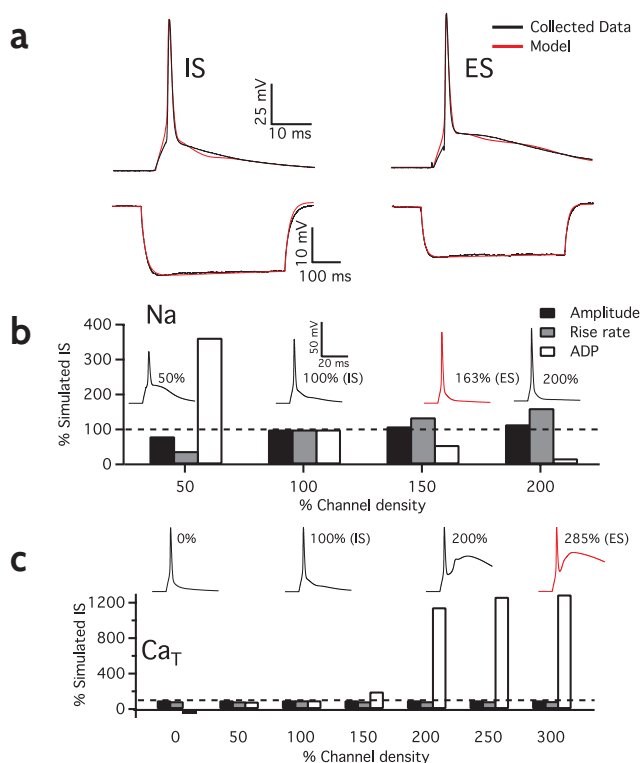 a
IS
ES
Collected Data
Model
25 mV
10 ms
10 mV
100 ms
b
Na
Amplitude
Rise rate
ADP
50 mV
20 ms
50%
100% (IS)
163% (ES)
200%
% Simulated IS
400
300
200
100
0
50
100
150
200
% Channel density
c
0%
100% (IS)
200%
285% (ES)
CaT
% Simulated IS
1200
800
400
0
0
50
100
150
200
250
300
% Channel density